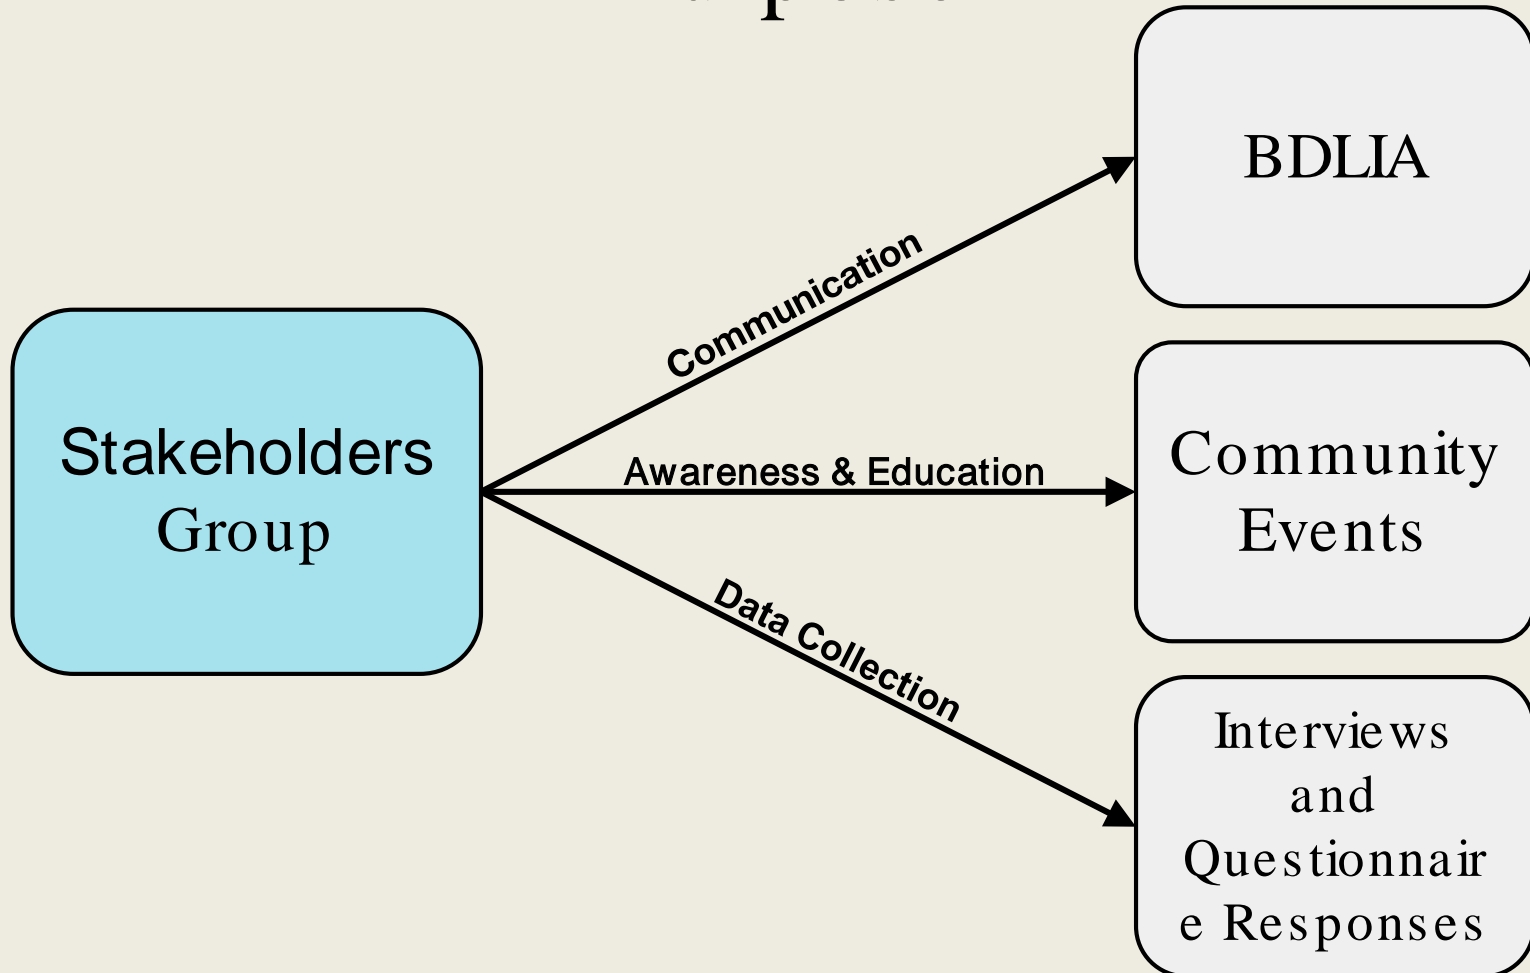 BDLIA
Communication
Stakeholders
Group
Awareness & Education
Community
Events
Data Collection
Interviews
and
Questionnair
e Responses